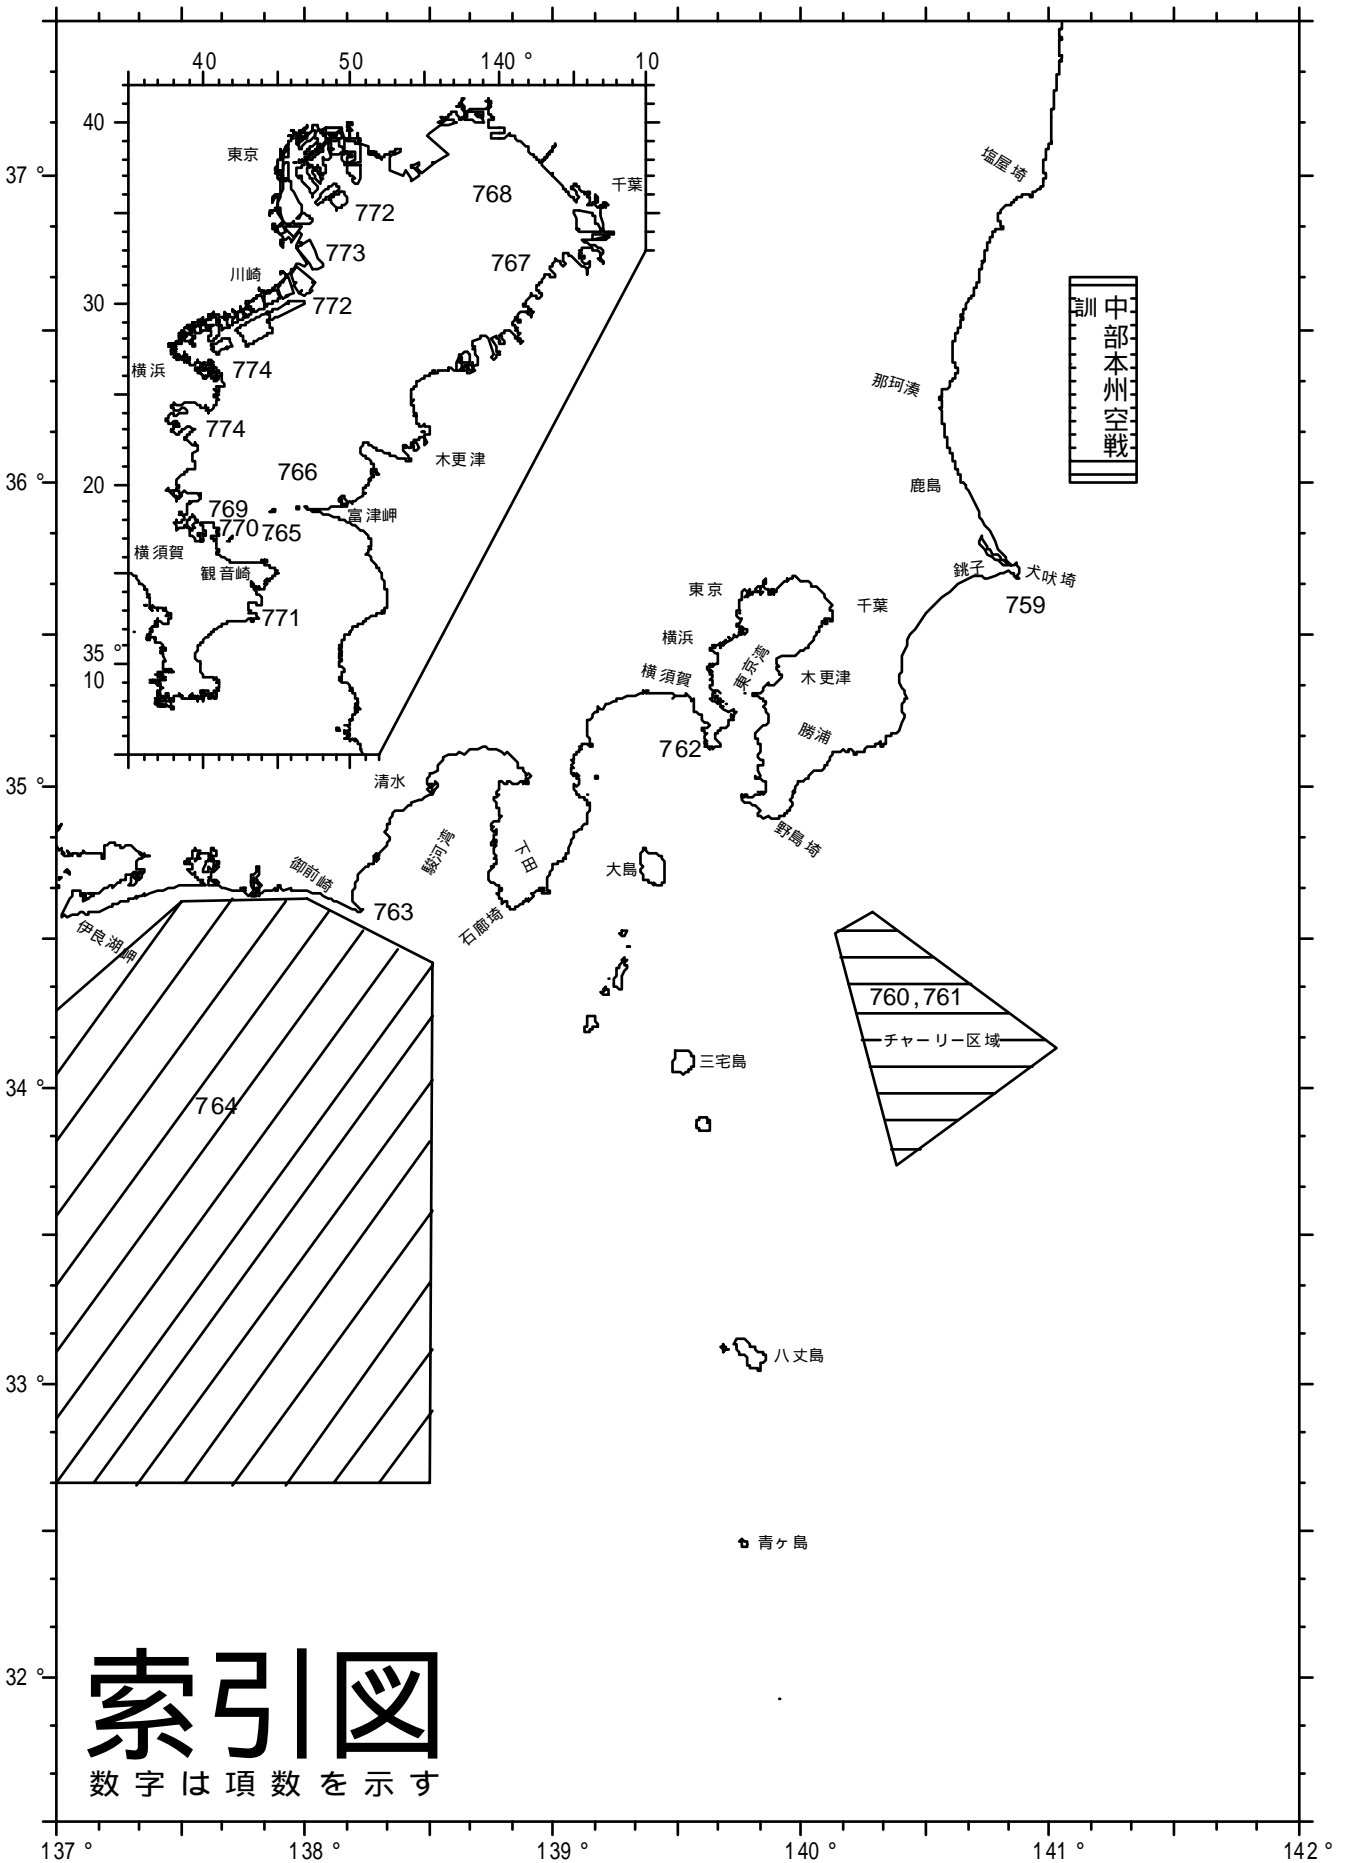 40 50 140° 10
40
東京
千葉
768
772
37°
塩屋埼
773
767
川崎
30
772
中部本州空戦
訓
横浜
774
那珂湊
774
木更津
766
36°
20
鹿島
769
富津岬
770 765
横須賀
観音崎
銚子
犬吠埼
759
東京
千葉
771
横浜
東京湾
35°
10
横須賀
木更津
勝浦
762
清水
35°
野島埼
駿河湾
下田
大島
御前崎
763
石廊埼
伊良湖岬
760,761
チャーリー区域
三宅島
34°
764
八丈島
33°
青ヶ島
32°
索引図
数字は項数を示す
137° 138° 139° 140° 141° 142°